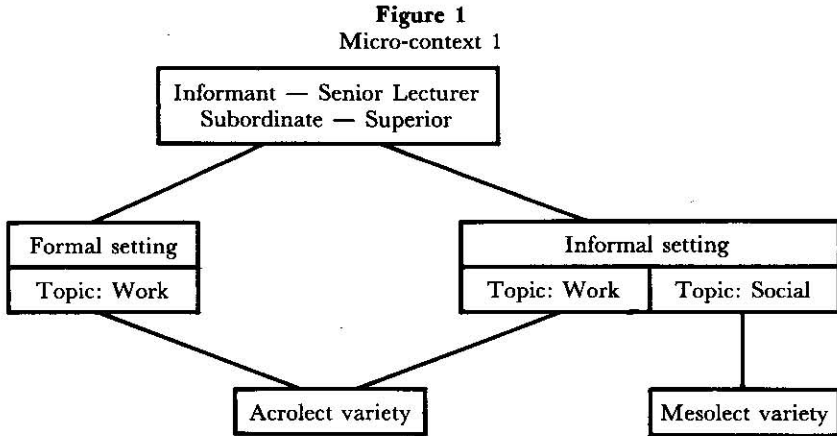 Figure 1
Micro-context 1
Informant — Senior Lecturer
Subordinate — Superior
Formal setting
Informal setting
Topic: Work
Topic: Work
Topic: Social
Acrolect variety
Mesolect variety